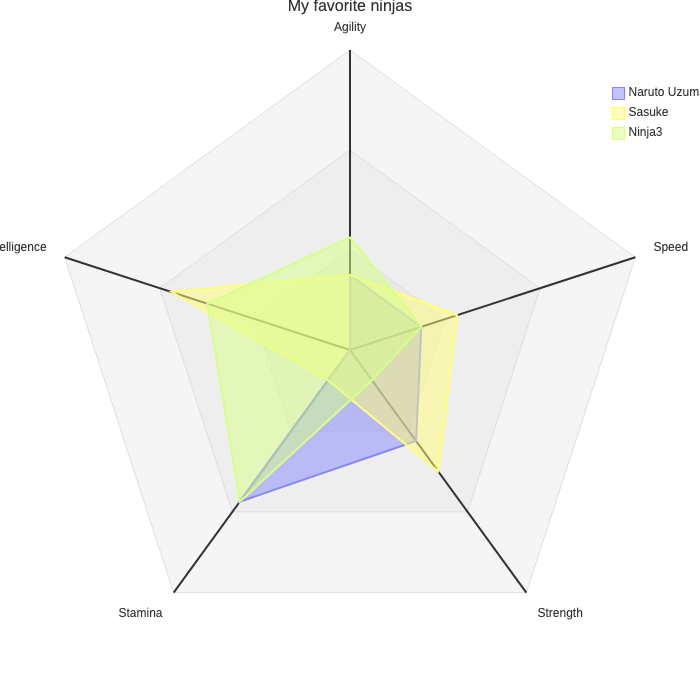 My favorite ninjas
Agility
Naruto Uzum
Sasuke
Ninja3
elligence
Speed
Stamina
Strength